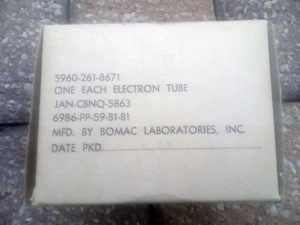 5960-261-8671
ONE EACH ELECTRON TUBE
JAN-CBNQ-5863
6986-PP-59-B1-81
MFD. BY BOMAC LABORATORIES, INC.
DATE PKD.